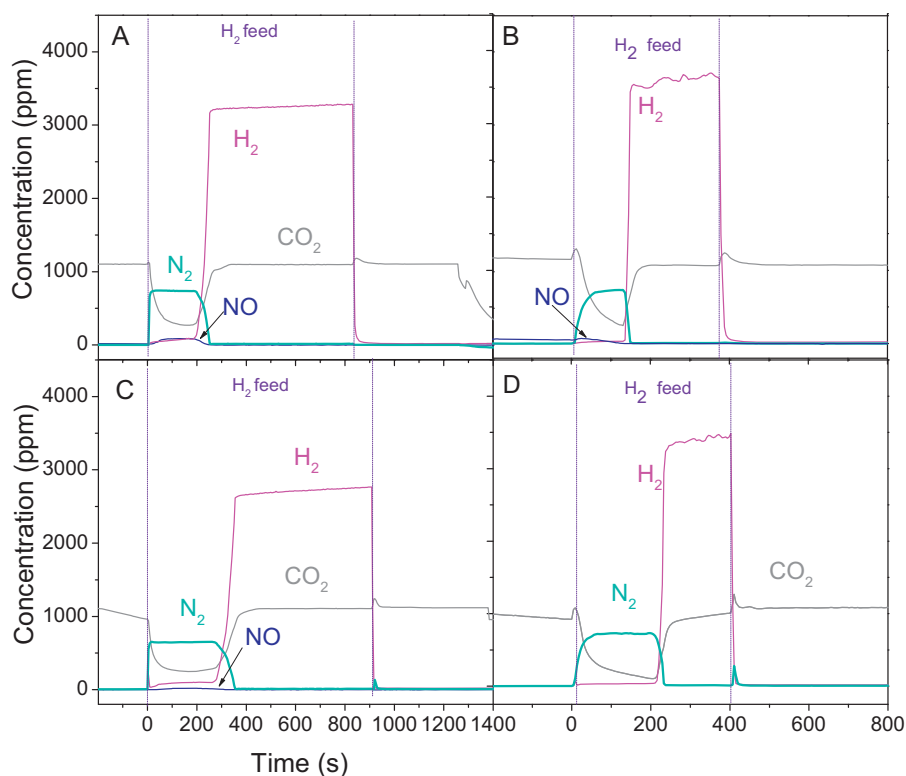 A
H₂ feed
4000
3000
2000
1000
0
Concentration (ppm)
H₂
CO₂
N₂
NO
B
H₂ feed
H₂
NO
C
H₂ feed
4000
3000
2000
1000
0
Concentration (ppm)
H₂
CO₂
N₂
NO
0 200 400 600 800 1000 1200 1400
Time (s)
D
H₂ feed
H₂
CO₂
N₂
0 200 400 600 800